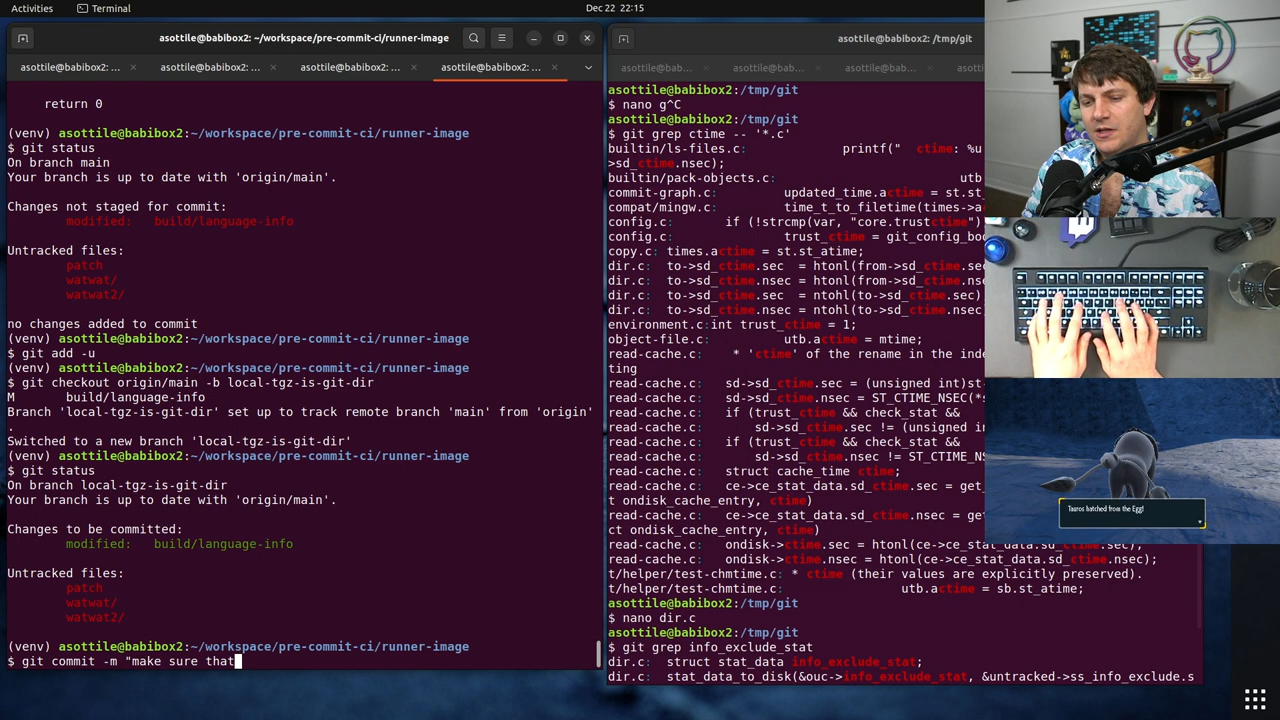 Activities
Terminal
Dec 22 22:15
asottile@babibox2: ~/workspace/pre-commit-ci/runner-image
asottile@babibox2: ...
asottile@babibox2: ...
asottile@babibox2: ...
asottile@babibox2: ...
    return 0
(venv) asottile@babibox2:~/workspace/pre-commit-ci/runner-image
$ git status
On branch main
Your branch is up to date with 'origin/main'.
Changes not staged for commit:
modified:   build/language-info
Untracked files:
patch
watwat/
watwat2/
no changes added to commit
(venv) asottile@babibox2:~/workspace/pre-commit-ci/runner-image
$ git add -u
(venv) asottile@babibox2:~/workspace/pre-commit-ci/runner-image
$ git checkout origin/main -b local-tgz-is-git-dir
M       build/language-info
Branch 'local-tgz-is-git-dir' set up to track remote branch 'main' from 'origin'
.
Switched to a new branch 'local-tgz-is-git-dir'
(venv) asottile@babibox2:~/workspace/pre-commit-ci/runner-image
$ git status
On branch local-tgz-is-git-dir
Your branch is up to date with 'origin/main'.
Changes to be committed:
modified:   build/language-info
Untracked files:
patch
watwat/
watwat2/
(venv) asottile@babibox2:~/workspace/pre-commit-ci/runner-image
$ git commit -m "make sure that
asottile@babibox2: /tmp/git
asottile@bab...
asottile@bab...
asottile@bab...
asotti
asottile@babibox2:/tmp/git
$ nano g^C
asottile@babibox2:/tmp/git
$ git grep ctime -- '*.c'
builtin/ls-files.c:             printf("  ctime: %u
>sd_ctime.nsec);
builtin/pack-objects.c:                         utb
commit-graph.c:         updated_time.actime = st.st_
compat/mingw.c:         time_t_to_filetime(times->a
config.c:       if (!strcmp(var, "core.trustctime")
config.c:               trust_ctime = git_config_boo
copy.c: times.actime = st.st_atime;
dir.c:  to->sd_ctime.sec  = htonl(from->sd_ctime.se
dir.c:  to->sd_ctime.nsec = htonl(from->sd_ctime.ns
dir.c:  to->sd_ctime.sec  = ntohl(to->sd_ctime.sec)
dir.c:  to->sd_ctime.nsec = ntohl(to->sd_ctime.nsec
environment.c:int trust_ctime = 1;
object-file.c:          utb.actime = mtime;
read-cache.c:    * 'ctime' of the rename in the inde
ting
read-cache.c:   sd->sd_ctime.sec = (unsigned int)st-
read-cache.c:   sd->sd_ctime.nsec = ST_CTIME_NSEC(*s
read-cache.c:   if (trust_ctime && check_stat &&
read-cache.c:       sd->sd_ctime.sec != (unsigned in
read-cache.c:   if (trust_ctime && check_stat &&
read-cache.c:       sd->sd_ctime.nsec != ST_CTIME_NS
read-cache.c:   struct cache_time ctime;
read-cache.c:   ce->ce_stat_data.sd_ctime.sec = get_
t ondisk_cache_entry, ctime)
read-cache.c:   ce->ce_stat_data.sd_ctime.nsec = get
ct ondisk_cache_entry, ctime)
read-cache.c:   ondisk->ctime.sec = htonl(ce->ce_stat_data.sd_ctime.sec);
read-cache.c:   ondisk->ctime.nsec = htonl(ce->ce_stat_data.sd_ctime.nsec);
t/helper/test-chmtime.c: * ctime (their values are explicitly preserved).
t/helper/test-chmtime.c:                utb.actime = sb.st_atime;
asottile@babibox2:/tmp/git
$ nano dir.c
asottile@babibox2:/tmp/git
$ git grep info_exclude_stat
dir.c:  struct stat_data info_exclude_stat;
dir.c:  stat_data_to_disk(&ouc->info_exclude_stat, &untracked->ss_info_exclude.s
Tauros hatched from the Egg!